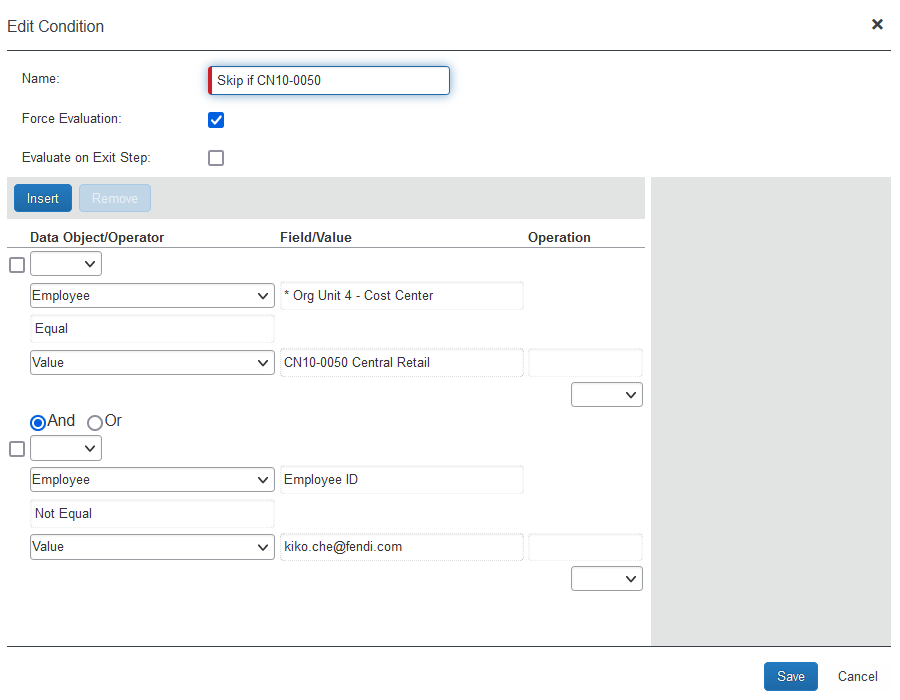 Edit Condition
Name:
Skip if CN10-0050
Force Evaluation:
Evaluate on Exit Step:
Insert Remove
Data Object/Operator Field/Value Operation
Employee * Org Unit 4 - Cost Center
Equal
Value CN10-0050 Central Retail
And Or
Employee Employee ID
Not Equal
Value kiko.che@fendi.com
Save Cancel